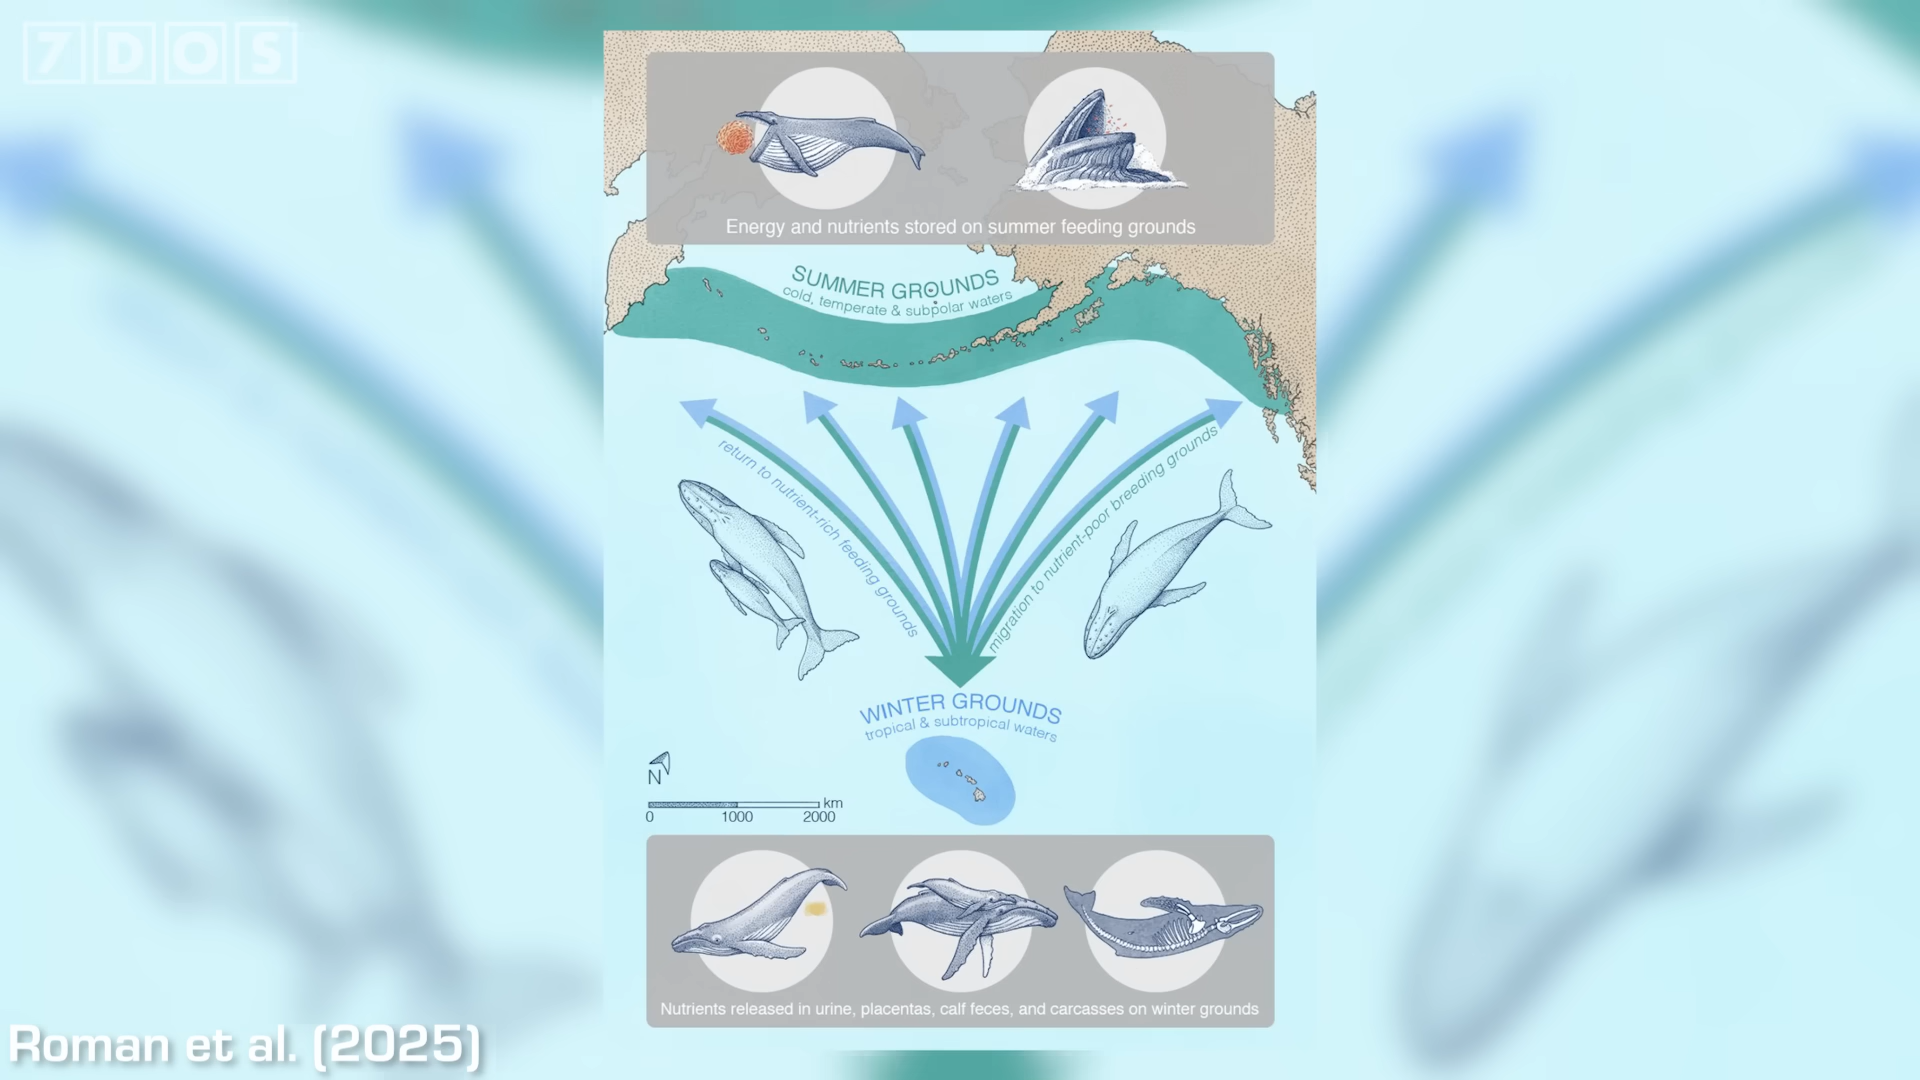 7DOS
Energy and nutrients stored on summer feeding grounds
SUMMER GROUNDS
cold, temperate & subpolar waters
return to nutrient-rich feeding grounds
migration to nutrient-poor breeding grounds
WINTER GROUNDS
tropical & subtropical waters
N
km
0 1000 2000
Nutrients released in urine, placentas, calf feces, and carcasses on winter grounds
Roman et al. (2025)